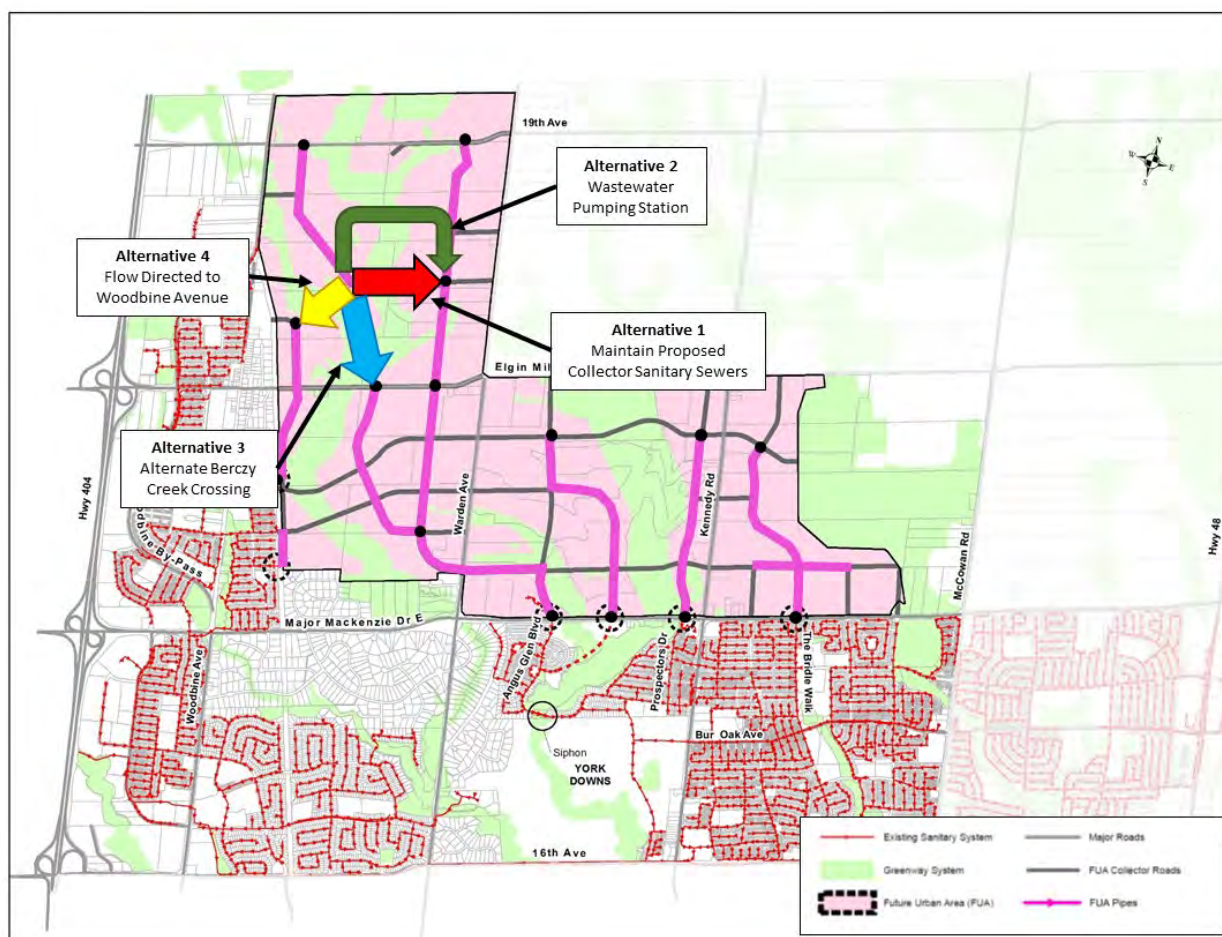 19th Ave
N
W
E
S
Alternative 2
Wastewater
Pumping Station
Alternative 4
Flow Directed to
Woodbine Avenue
Alternative 1
Maintain Proposed
Collector Sanitary Sewers
Elgin Mil
Alternative 3
Alternate Berczy
Creek Crossing
Hwy 404
Warden Ave
Kennedy Rd
McCowan Rd
Hwy 48
dbine-By-Pass
Major Mackenzie Dr E
Woodbine Ave
Angus Glen Blvd
Prospectors Dr
The Bridle Walk
Bur Oak Ave
Siphon
YORK
DOWNS
16th Ave
Existing Sanitary System
Major Roads
Greenway System
FUA Collector Roads
Future Urban Area (FUA)
FUA Pipes